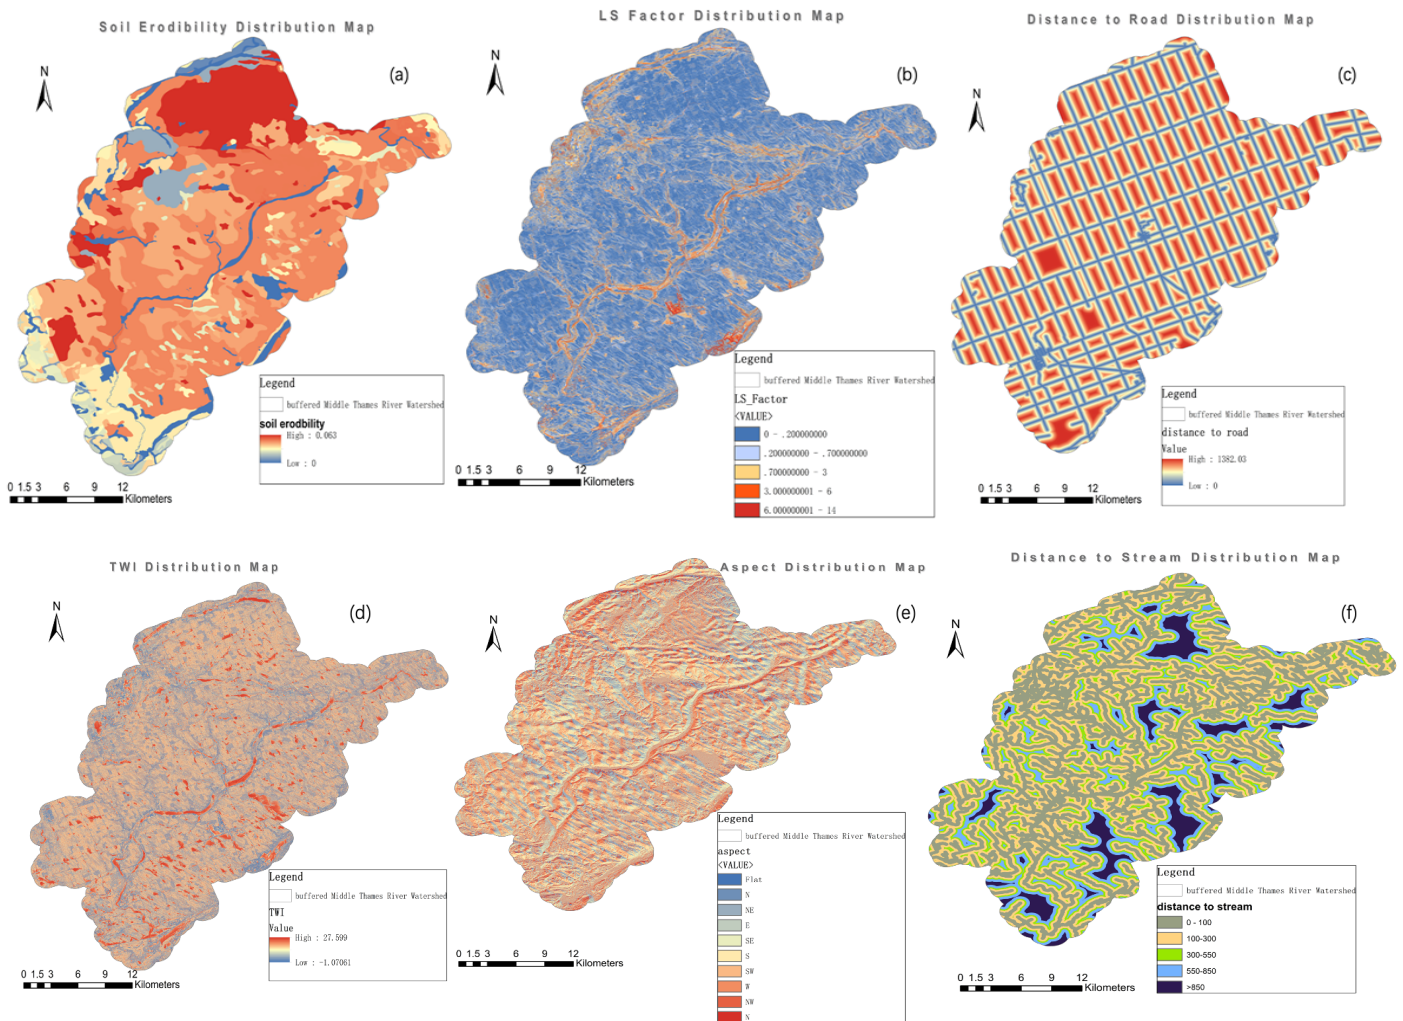 Soil Erodibility Distribution Map
(a)
N
Legend
buffered Middle Thames River Watershed
soil erodbility
High : 0.063
Low : 0
0 1.5 3 6 9 12
Kilometers
LS Factor Distribution Map
(b)
N
Legend
buffered Middle Thames River Watershed
LS_Factor
<VALUE>
0 - .200000000
.200000000 - .700000000
.700000000 - 3
3.000000001 - 6
6.000000001 - 14
0 1.5 3 6 9 12
Kilometers
Distance to Road Distribution Map
(c)
N
Legend
buffered Middle Thames River Watershed
distance to road
Value
High : 1382.03
Low : 0
0 1.5 3 6 9 12
Kilometers
TWI Distribution Map
(d)
N
Legend
buffered Middle Thames River Watershed
TWI
Value
High : 27.599
Low : -1.07061
0 1.5 3 6 9 12
Kilometers
Aspect Distribution Map
(e)
N
Legend
buffered Middle Thames River Watershed
aspect
<VALUE>
Flat
N
NE
E
SE
S
SW
W
NW
N
0 1.5 3 6 9 12
Kilometers
Distance to Stream Distribution Map
(f)
N
Legend
buffered Middle Thames River Watershed
distance to stream
0 - 100
100-300
300-550
550-850
>850
0 1.5 3 6 9 12
Kilometers